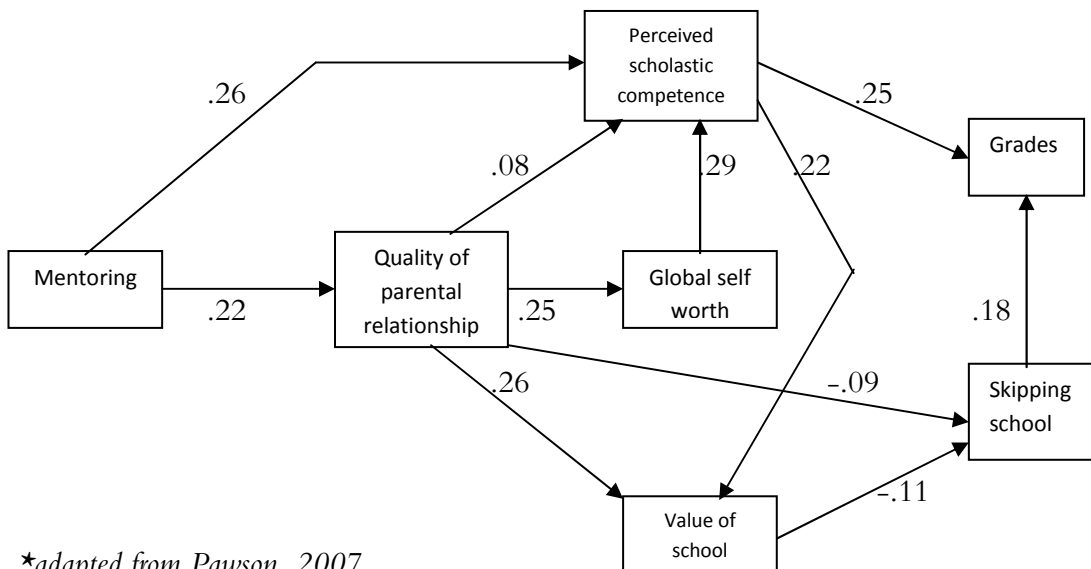 Perceived
scholastic
competence
.26
.25
Grades
.08
.29
.22
Mentoring
Quality of
parental
relationship
Global self
worth
.22
.25
.18
.26
-.09
Skipping
school
-.11
Value of
school
*adapted from Pawson, 2007